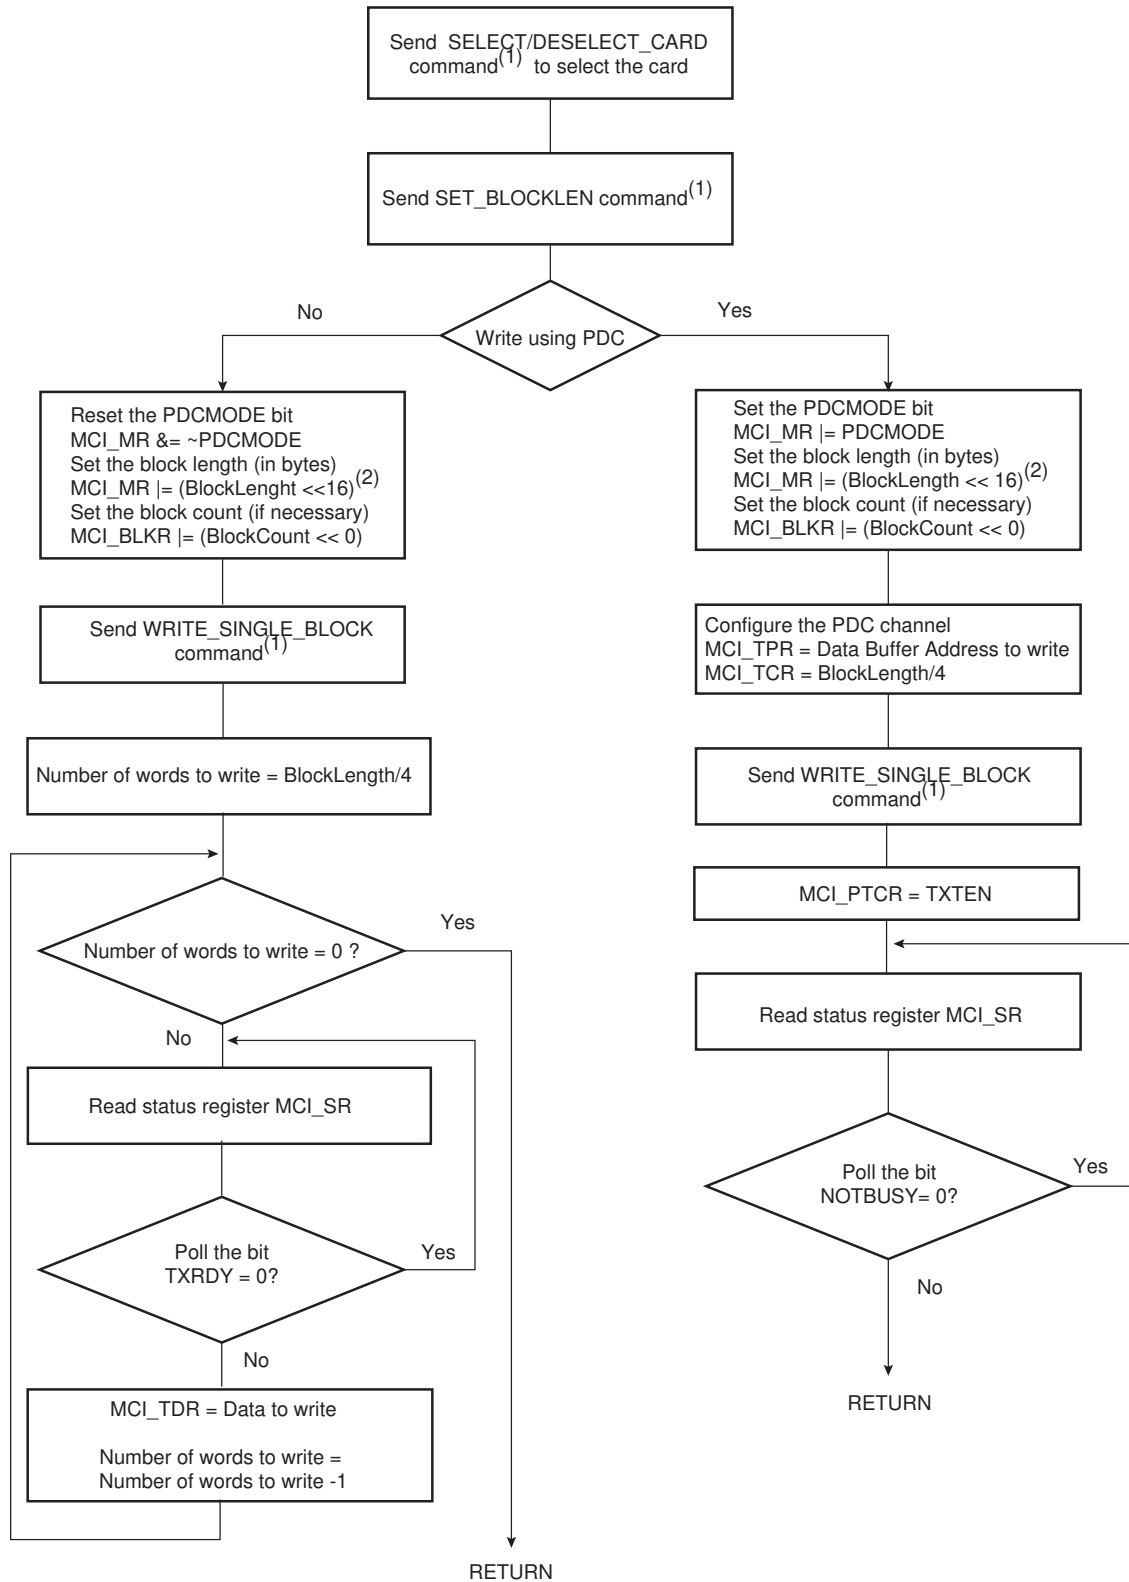 Send SELECT/DESELECT_CARD
command(1) to select the card
Send SET_BLOCKLEN command(1)
No
Yes
Write using PDC
Reset the PDCMODE bit
MCI_MR &= ~PDCMODE
Set the block length (in bytes)
MCI_MR |= (BlockLenght <<16)(2)
Set the block count (if necessary)
MCI_BLKR |= (BlockCount << 0)
Send WRITE_SINGLE_BLOCK
command(1)
Number of words to write = BlockLength/4
Number of words to write = 0 ?
Yes
No
Read status register MCI_SR
Poll the bit
TXRDY = 0?
Yes
No
MCI_TDR = Data to write
Number of words to write =
Number of words to write -1
RETURN
Set the PDCMODE bit
MCI_MR |= PDCMODE
Set the block length (in bytes)
MCI_MR |= (BlockLength << 16)(2)
Set the block count (if necessary)
MCI_BLKR |= (BlockCount << 0)
Configure the PDC channel
MCI_TPR = Data Buffer Address to write
MCI_TCR = BlockLength/4
Send WRITE_SINGLE_BLOCK
command(1)
MCI_PTCR = TXTEN
Read status register MCI_SR
Poll the bit
NOTBUSY= 0?
Yes
No
RETURN